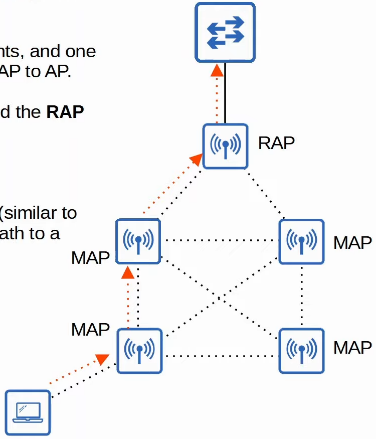 nts, and one
AP to AP.
d the RAP
(similar to
ath to a
RAP
MAP
MAP
MAP
MAP